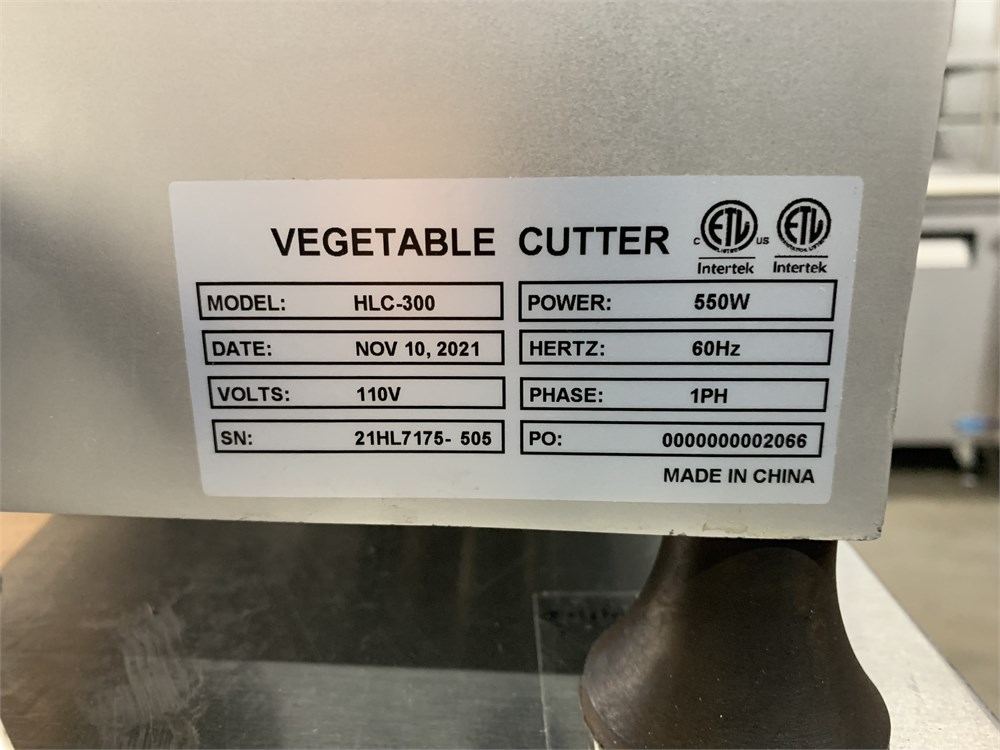 VEGETABLE CUTTER
C ETL US ETL
Intertek Intertek
MODEL: HLC-300 POWER: 550W
DATE: NOV 10, 2021 HERTZ: 60Hz
VOLTS: 110V PHASE: 1PH
SN: 21HL7175- 505 PO: 0000000002066
MADE IN CHINA